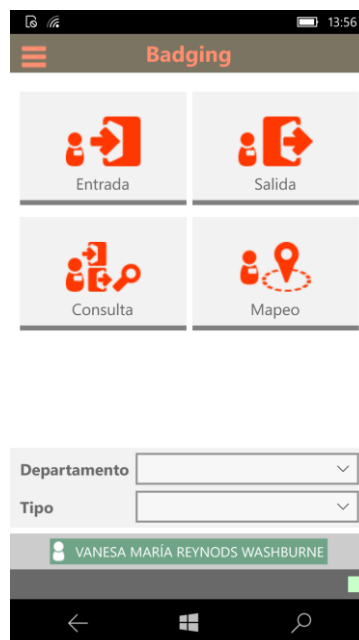 13:56
Badging
Entrada
Salida
Consulta
Mapeo
Departamento
Tipo
VANESA MARÍA REYNODS WASHBURNE